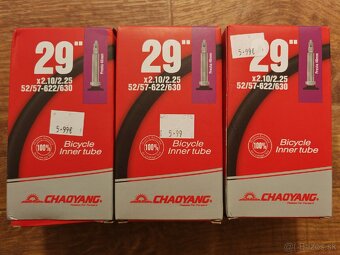 29"
x2.10/2.25
52/57-622/630
5.99€
100%
Bicycle
Inner tube
CHAOYANG
29"
x2.10/2.25
52/57-622/630
5.99
100%
Bicycle
Inner tube
CHAOYANG
5.99€
29"
x2.10/2.25
52/57-622/630
100%
Bicycle
Inner tube
CHAOYANG